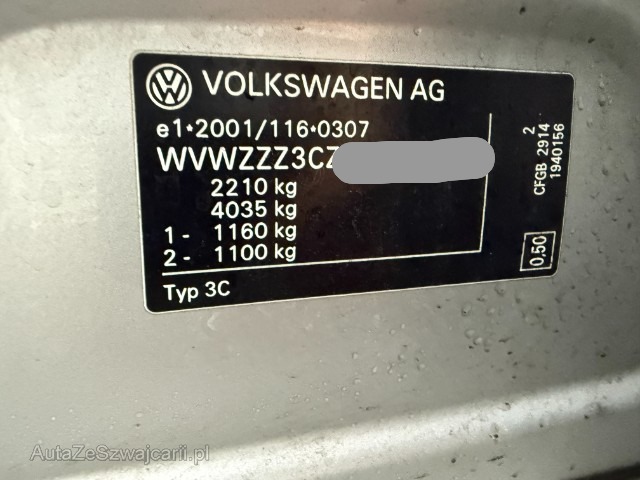 VOLKSWAGEN AG
e1*2001/116*0307
WVWZZZ3CZ
2210 kg
4035 kg
1 - 1160 kg
2 - 1100 kg
Typ 3C
2
CFGB 2914
1940156
0,50
AutaZeSzwajcarii.pl